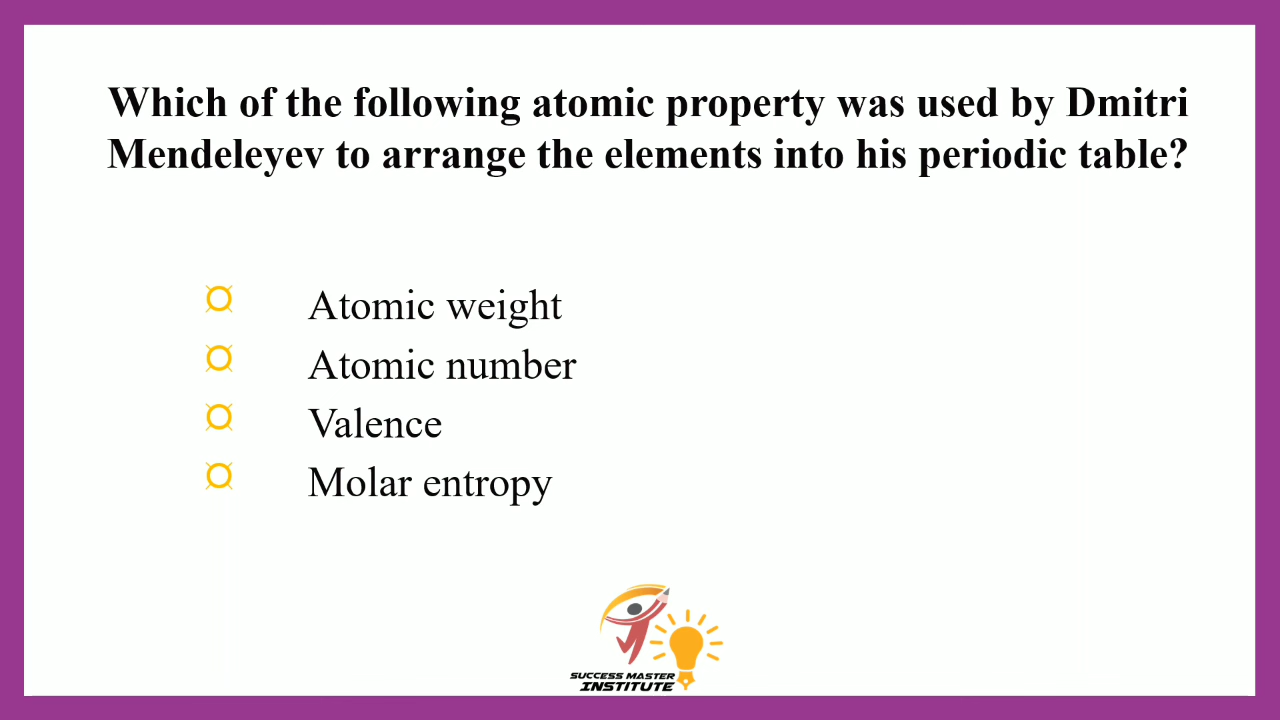 Which of the following atomic property was used by Dmitri
Mendeleyev to arrange the elements into his periodic table?
Atomic weight
Atomic number
Valence
Molar entropy
SUCCESS MASTER
INSTITUTE